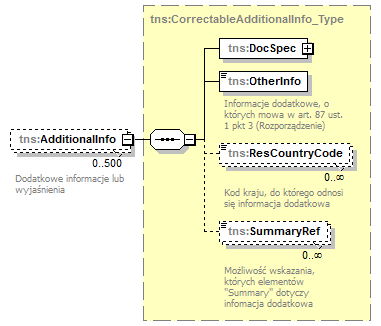 tns:CorrectableAdditionalInfo_Type
tns:DocSpec
tns:OtherInfo
Informacje dodatkowe, o
których mowa w art. 87 ust.
1 pkt 3 (Rozporządzenie)
tns:AdditionalInfo
0..500
Dodatkowe informacje lub
wyjaśnienia
tns:ResCountryCode
0..∞
Kod kraju, do którego odnosi
się informacja dodatkowa
tns:SummaryRef
0..∞
Możliwość wskazania,
których elementów
"Summary" dotyczy
infomacja dodatkowa